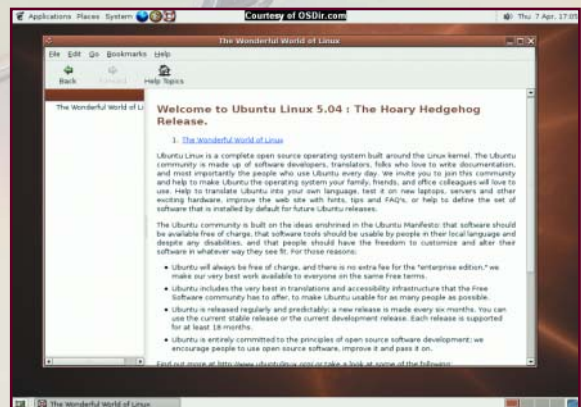 Applications Places System
Courtesy of OSDir.com
Thu 7 Apr, 17:05
The Wonderful World of Linux
File Edit Go Bookmarks Help
Back Forward Help Topics
The Wonderful World of Li
Welcome to Ubuntu Linux 5.04 : The Hoary Hedgehog
Release.
1. The Wonderful World of Linux
Ubuntu Linux is a complete open source operating system built around the Linux kernel. The Ubuntu
community is made up of software developers, translators, folks who love to write documentation,
and most importantly the people who use Ubuntu every day. We invite you to join this community
and help to make Ubuntu the operating system your family, friends, and office colleagues will love to
use. Help to translate Ubuntu into your own language, test it on new laptops, servers and other
exciting hardware, improve the web site with hints, tips and FAQ's, or help to define the set of
software that is installed by default for future Ubuntu releases.
The Ubuntu community is built on the ideas enshrined in the Ubuntu Manifesto: that software should
be available free of charge, that software tools should be usable by people in their local language and
despite any disabilities, and that people should have the freedom to customize and alter their
software in whatever way they see fit. For those reasons:
• Ubuntu will always be free of charge, and there is no extra fee for the "enterprise edition," we
make our very best work available to everyone on the same Free terms.
• Ubuntu includes the very best in translations and accessibility infrastructure that the Free
Software community has to offer, to make Ubuntu usable for as many people as possible.
• Ubuntu is released regularly and predictably; a new release is made every six months. You can
use the current stable release or the current development release. Each release is supported
for at least 18 months.
• Ubuntu is entirely committed to the principles of open source software development; we
encourage people to use open source software, improve it and pass it on.
Find out more at http://www.ubuntulinux.org/ or take a look at some of the following:
The Wonderful World of Linux